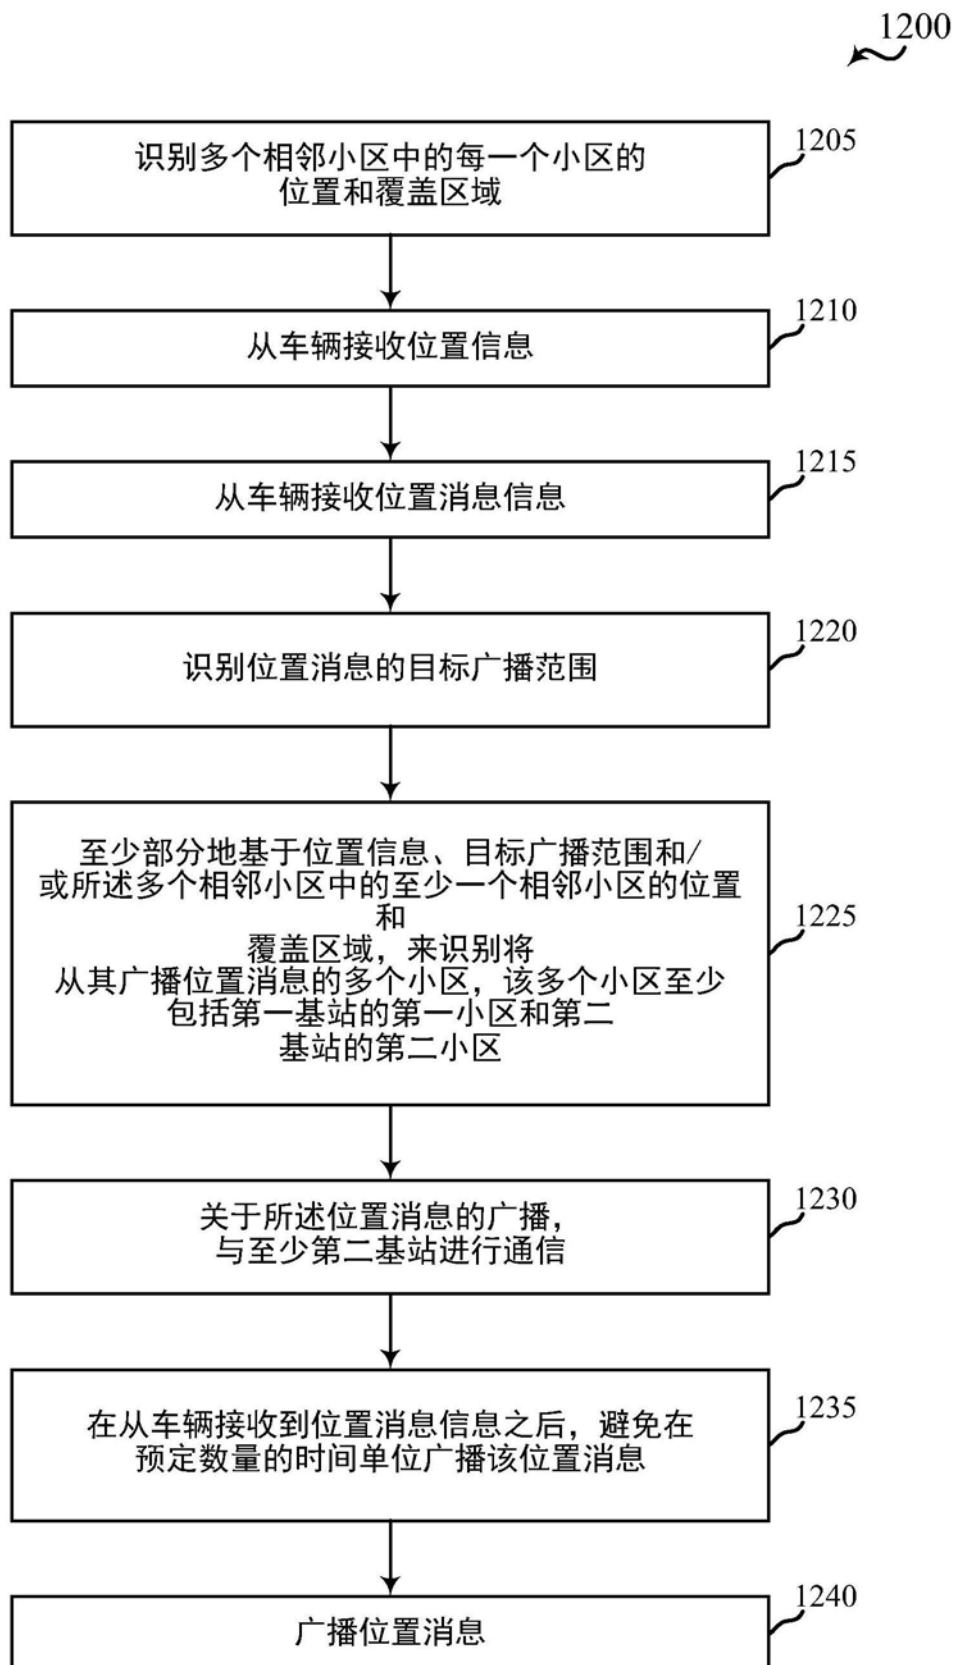 1200
识别多个相邻小区中的每一个小区的
位置和覆盖区域
1205
从车辆接收位置信息
1210
从车辆接收位置消息信息
1215
识别位置消息的目标广播范围
1220
至少部分地基于位置信息、目标广播范围和/
或所述多个相邻小区中的至少一个相邻小区的位置
和
覆盖区域，来识别将
从其广播位置消息的多个小区，该多个小区至少
包括第一基站的第一小区和第二
基站的第二小区
1225
关于所述位置消息的广播，
与至少第二基站进行通信
1230
在从车辆接收到位置消息信息之后，避免在
预定数量的时间单位广播该位置消息
1235
广播位置消息
1240